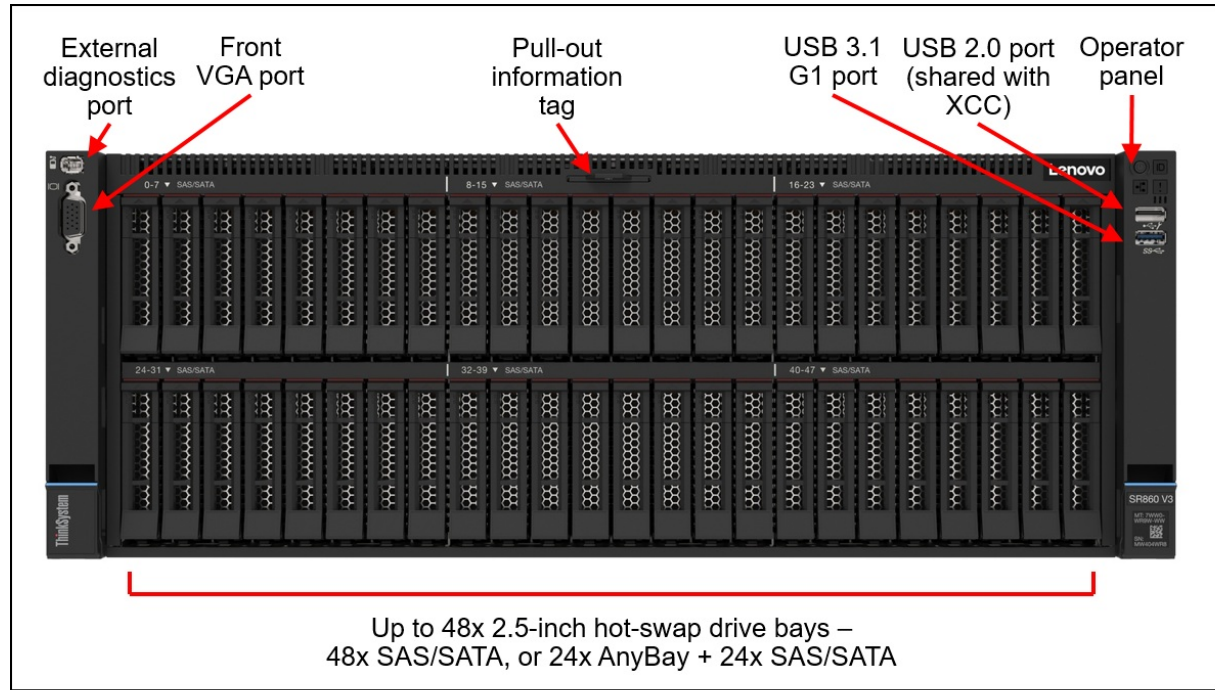 External
diagnostics
port
Front
VGA port
Pull-out
information
tag
USB 3.1
G1 port
USB 2.0 port
(shared with
XCC)
Operator
panel
Lenovo
0-7 ▼ SAS/SATA
8-15 ▼ SAS/SATA
16-23 ▼ SAS/SATA
ID
SS
24-31 ▼ SAS/SATA
32-39 ▼ SAS/SATA
40-47 ▼ SAS/SATA
ThinkSystem
SR860 V3
Up to 48x 2.5-inch hot-swap drive bays –
48x SAS/SATA, or 24x AnyBay + 24x SAS/SATA